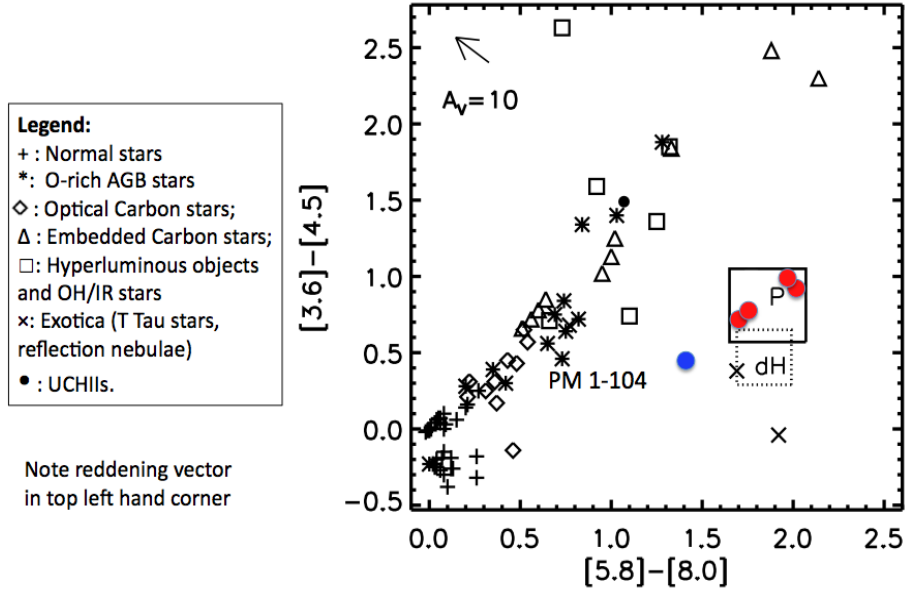 Legend:
+ : Normal stars
*: O-rich AGB stars
◇ : Optical Carbon stars;
Δ : Embedded Carbon stars;
□: Hyperluminous objects
and OH/IR stars
×: Exotica (T Tau stars,
reflection nebulae)
• : UCHIIs.
Note reddening vector
in top left hand corner
[3.6]−[4.5]
2.5
2.0
1.5
1.0
0.5
0.0
−0.5
Av=10
P
dH
PM 1-104
0.0 0.5 1.0 1.5 2.0 2.5
[5.8]−[8.0]